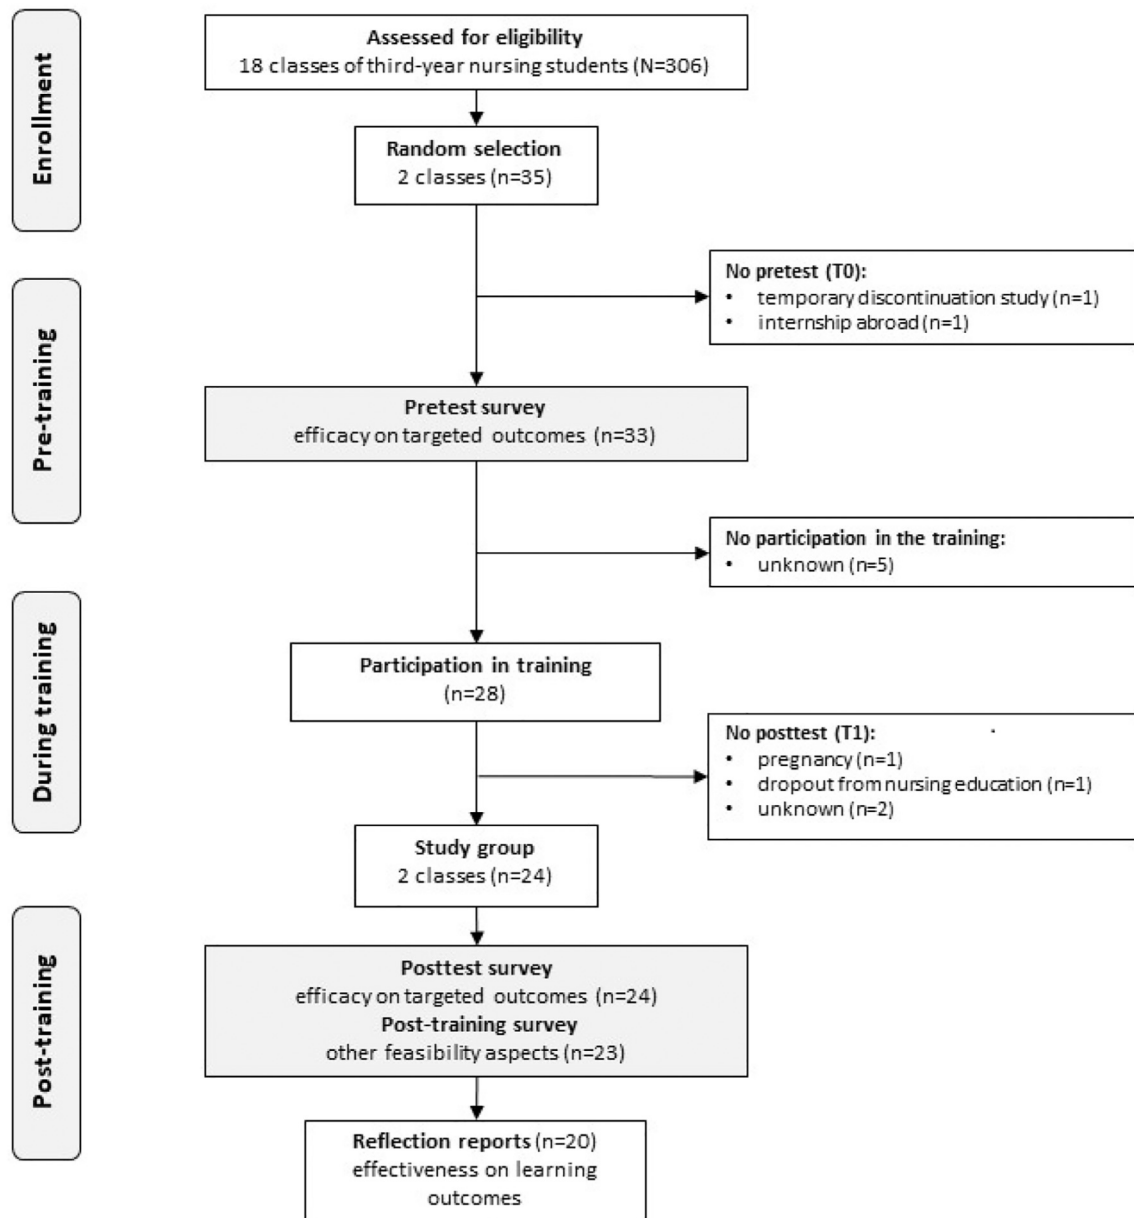 Enrollment
Assessed for eligibility
18 classes of third-year nursing students (N=306)
Random selection
2 classes (n=35)
No pretest (T0):
• temporary discontinuation study (n=1)
• internship abroad (n=1)
Pre-training
Pretest survey
efficacy on targeted outcomes (n=33)
No participation in the training:
• unknown (n=5)
During training
Participation in training
(n=28)
No posttest (T1):
• pregnancy (n=1)
• dropout from nursing education (n=1)
• unknown (n=2)
Study group
2 classes (n=24)
Post-training
Posttest survey
efficacy on targeted outcomes (n=24)
Post-training survey
other feasibility aspects (n=23)
Reflection reports (n=20)
effectiveness on learning
outcomes